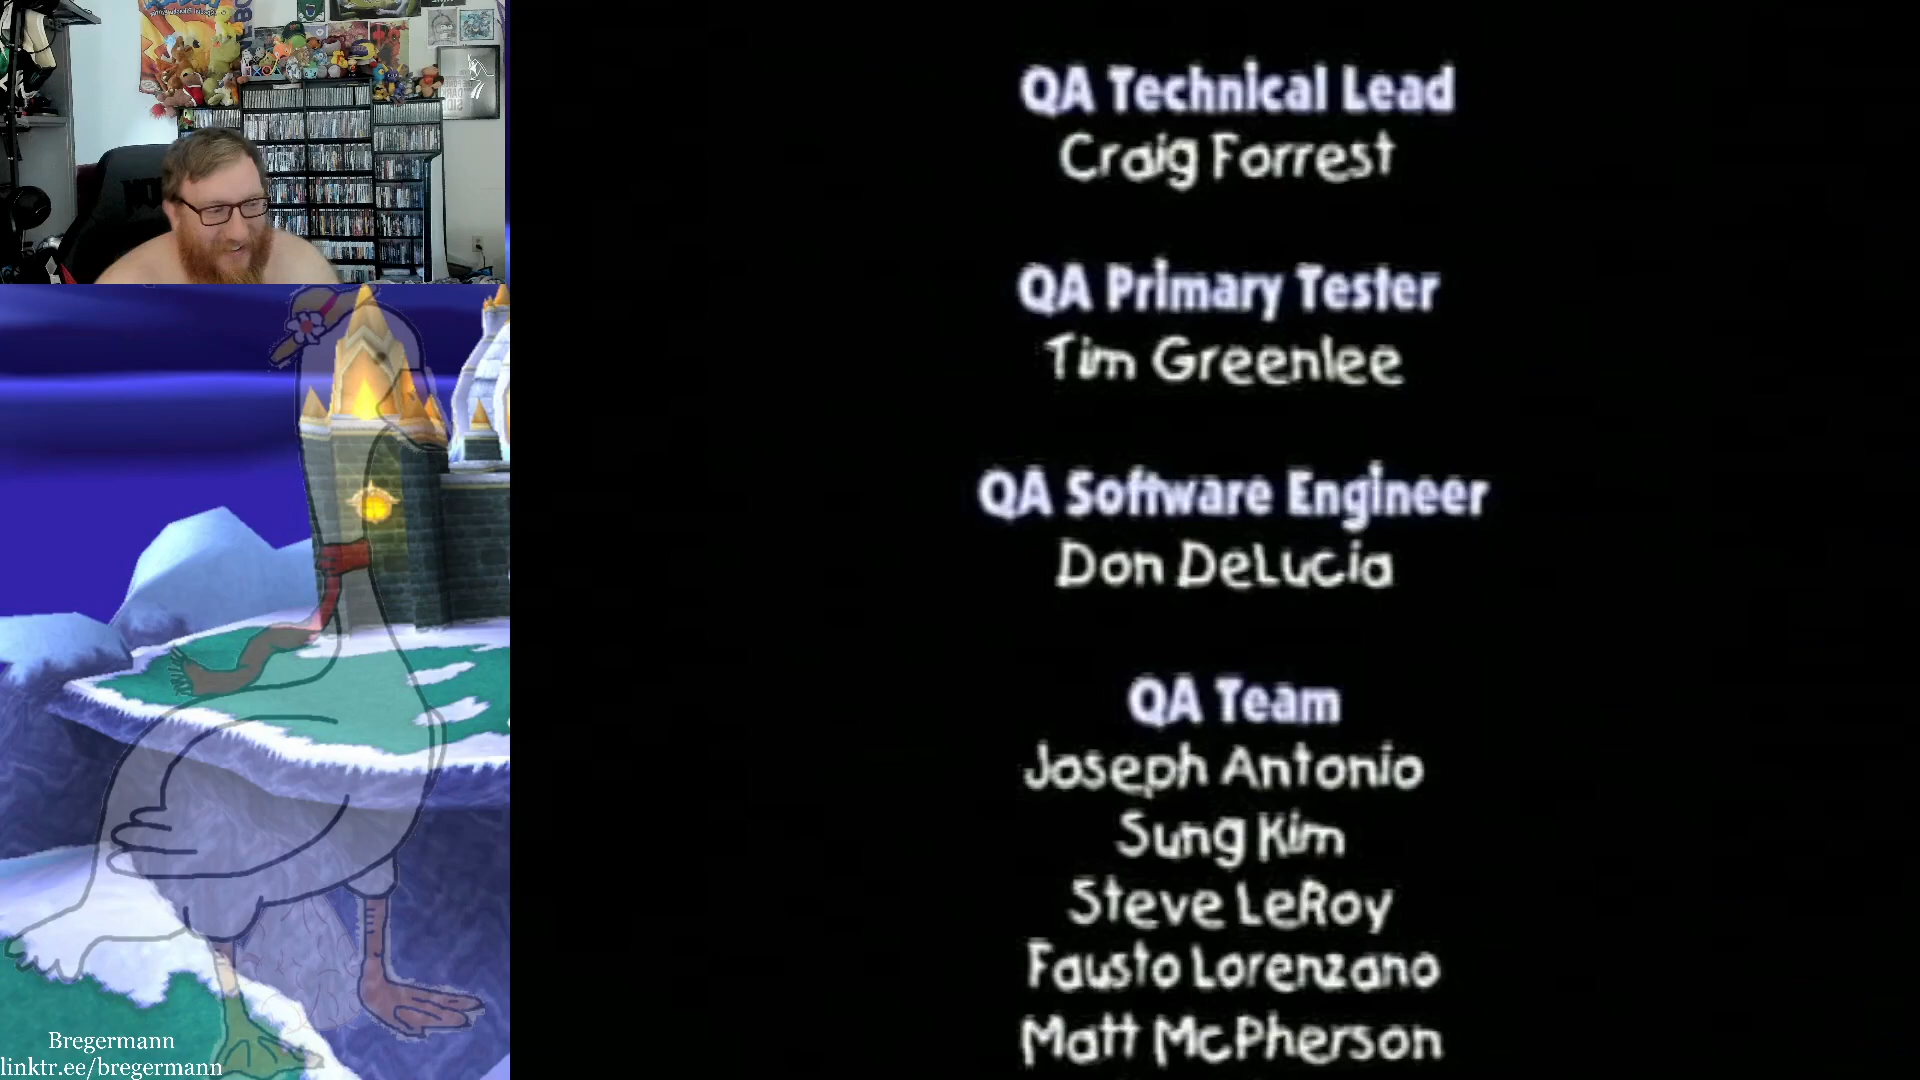 QA Technical Lead
Craig Forrest
QA Primary Tester
Tim Greenlee
QA Software Engineer
Don DeLucia
QA Team
Joseph Antonio
Sung Kim
Steve LeRoy
Fausto Lorenzano
Matt McPherson
Bregermann
linktr.ee/bregermann